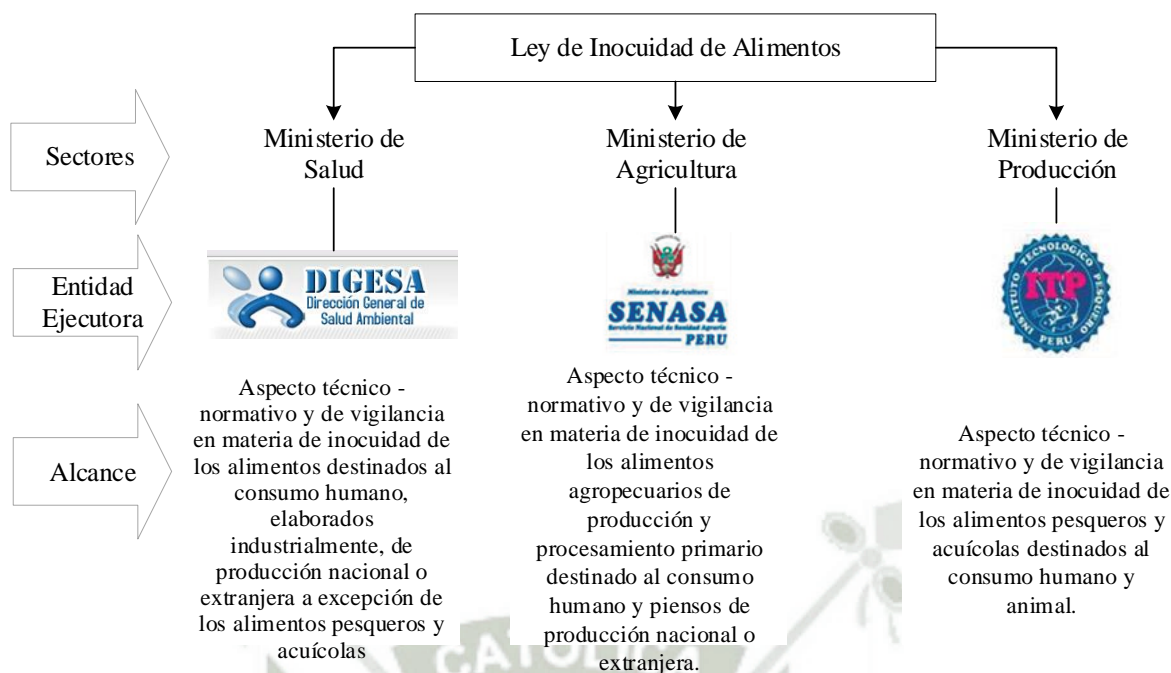 Ley de Inocuidad de Alimentos
Sectores
Ministerio de
Salud
Ministerio de
Agricultura
Ministerio de
Producción
Entidad
Ejecutora
DIGESA
Dirección General de
Salud Ambiental
Ministerio de Agricultura
SENASA
Servicio Nacional de Sanidad Agraria
PERU
INSTITUTO TECNOLOGICO PESQUERO
ITP
PERU
Alcance
Aspecto técnico -
normativo y de vigilancia
en materia de inocuidad de
los alimentos destinados al
consumo humano,
elaborados
industrialmente, de
producción nacional o
extranjera a excepción de
los alimentos pesqueros y
acuícolas
Aspecto técnico -
normativo y de vigilancia
en materia de inocuidad de
los alimentos
agropecuarios de
producción y
procesamiento primario
destinado al consumo
humano y piensos de
producción nacional o
extranjera.
Aspecto técnico -
normativo y de vigilancia
en materia de inocuidad de
los alimentos pesqueros y
acuícolas destinados al
consumo humano y
animal.
CATOLICA